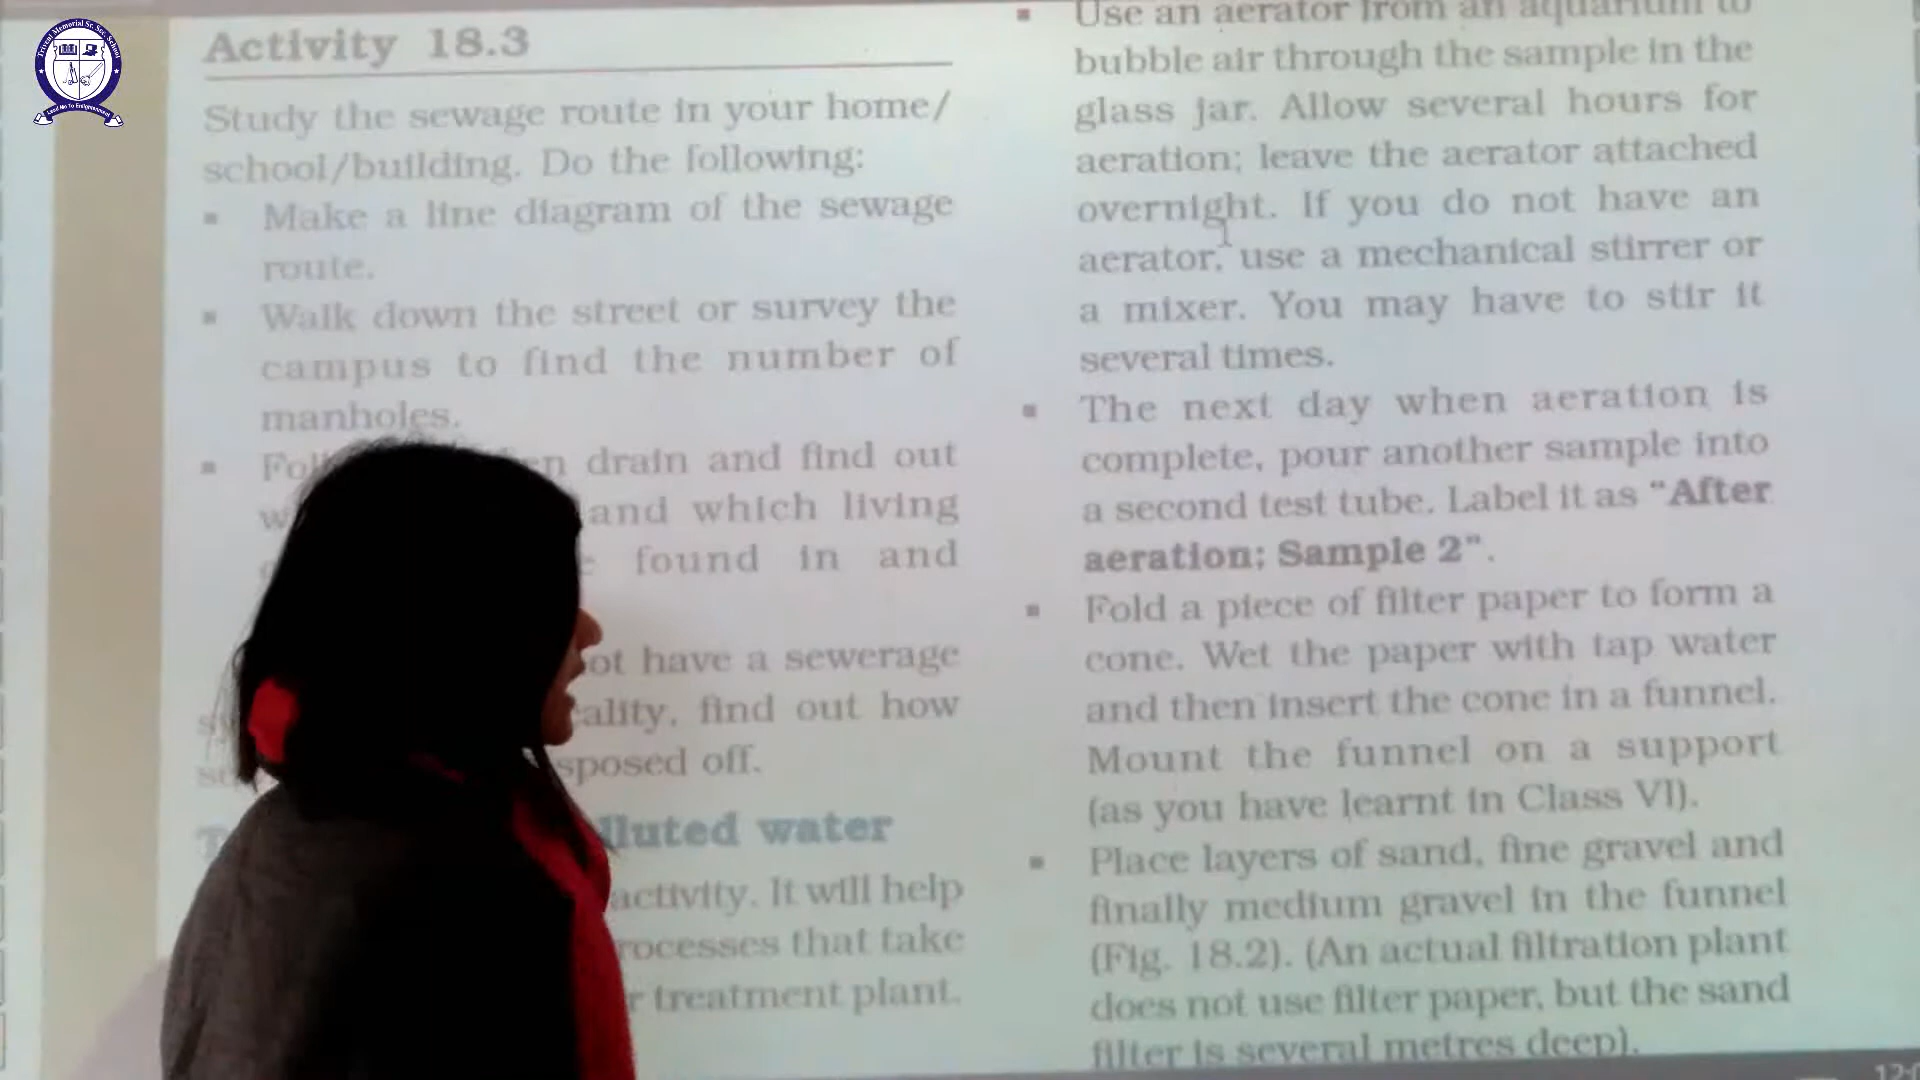 Activity 18.3
Study the sewage route in your home/
school/building. Do the following:
▪ Make a line diagram of the sewage
route.
▪ Walk down the street or survey the
campus to find the number of
manholes.
▪ drain and find out
and which living
found in and
have a sewerage
find out how
off.
water
activity. It will help
that take
treatment plant.
▪ Use an aerator from an aquarium to
bubble air through the sample in the
glass jar. Allow several hours for
aeration; leave the aerator attached
overnight. If you do not have an
aerator, use a mechanical stirrer or
a mixer. You may have to stir it
several times.
▪ The next day when aeration is
complete, pour another sample into
a second test tube. Label it as “After
aeration; Sample 2”.
▪ Fold a piece of filter paper to form a
cone. Wet the paper with tap water
and then insert the cone in a funnel.
Mount the funnel on a support
(as you have learnt in Class VI).
▪ Place layers of sand, fine gravel and
finally medium gravel in the funnel
(Fig. 18.2). (An actual filtration plant
does not use filter paper, but the sand
filter is several metres deep).